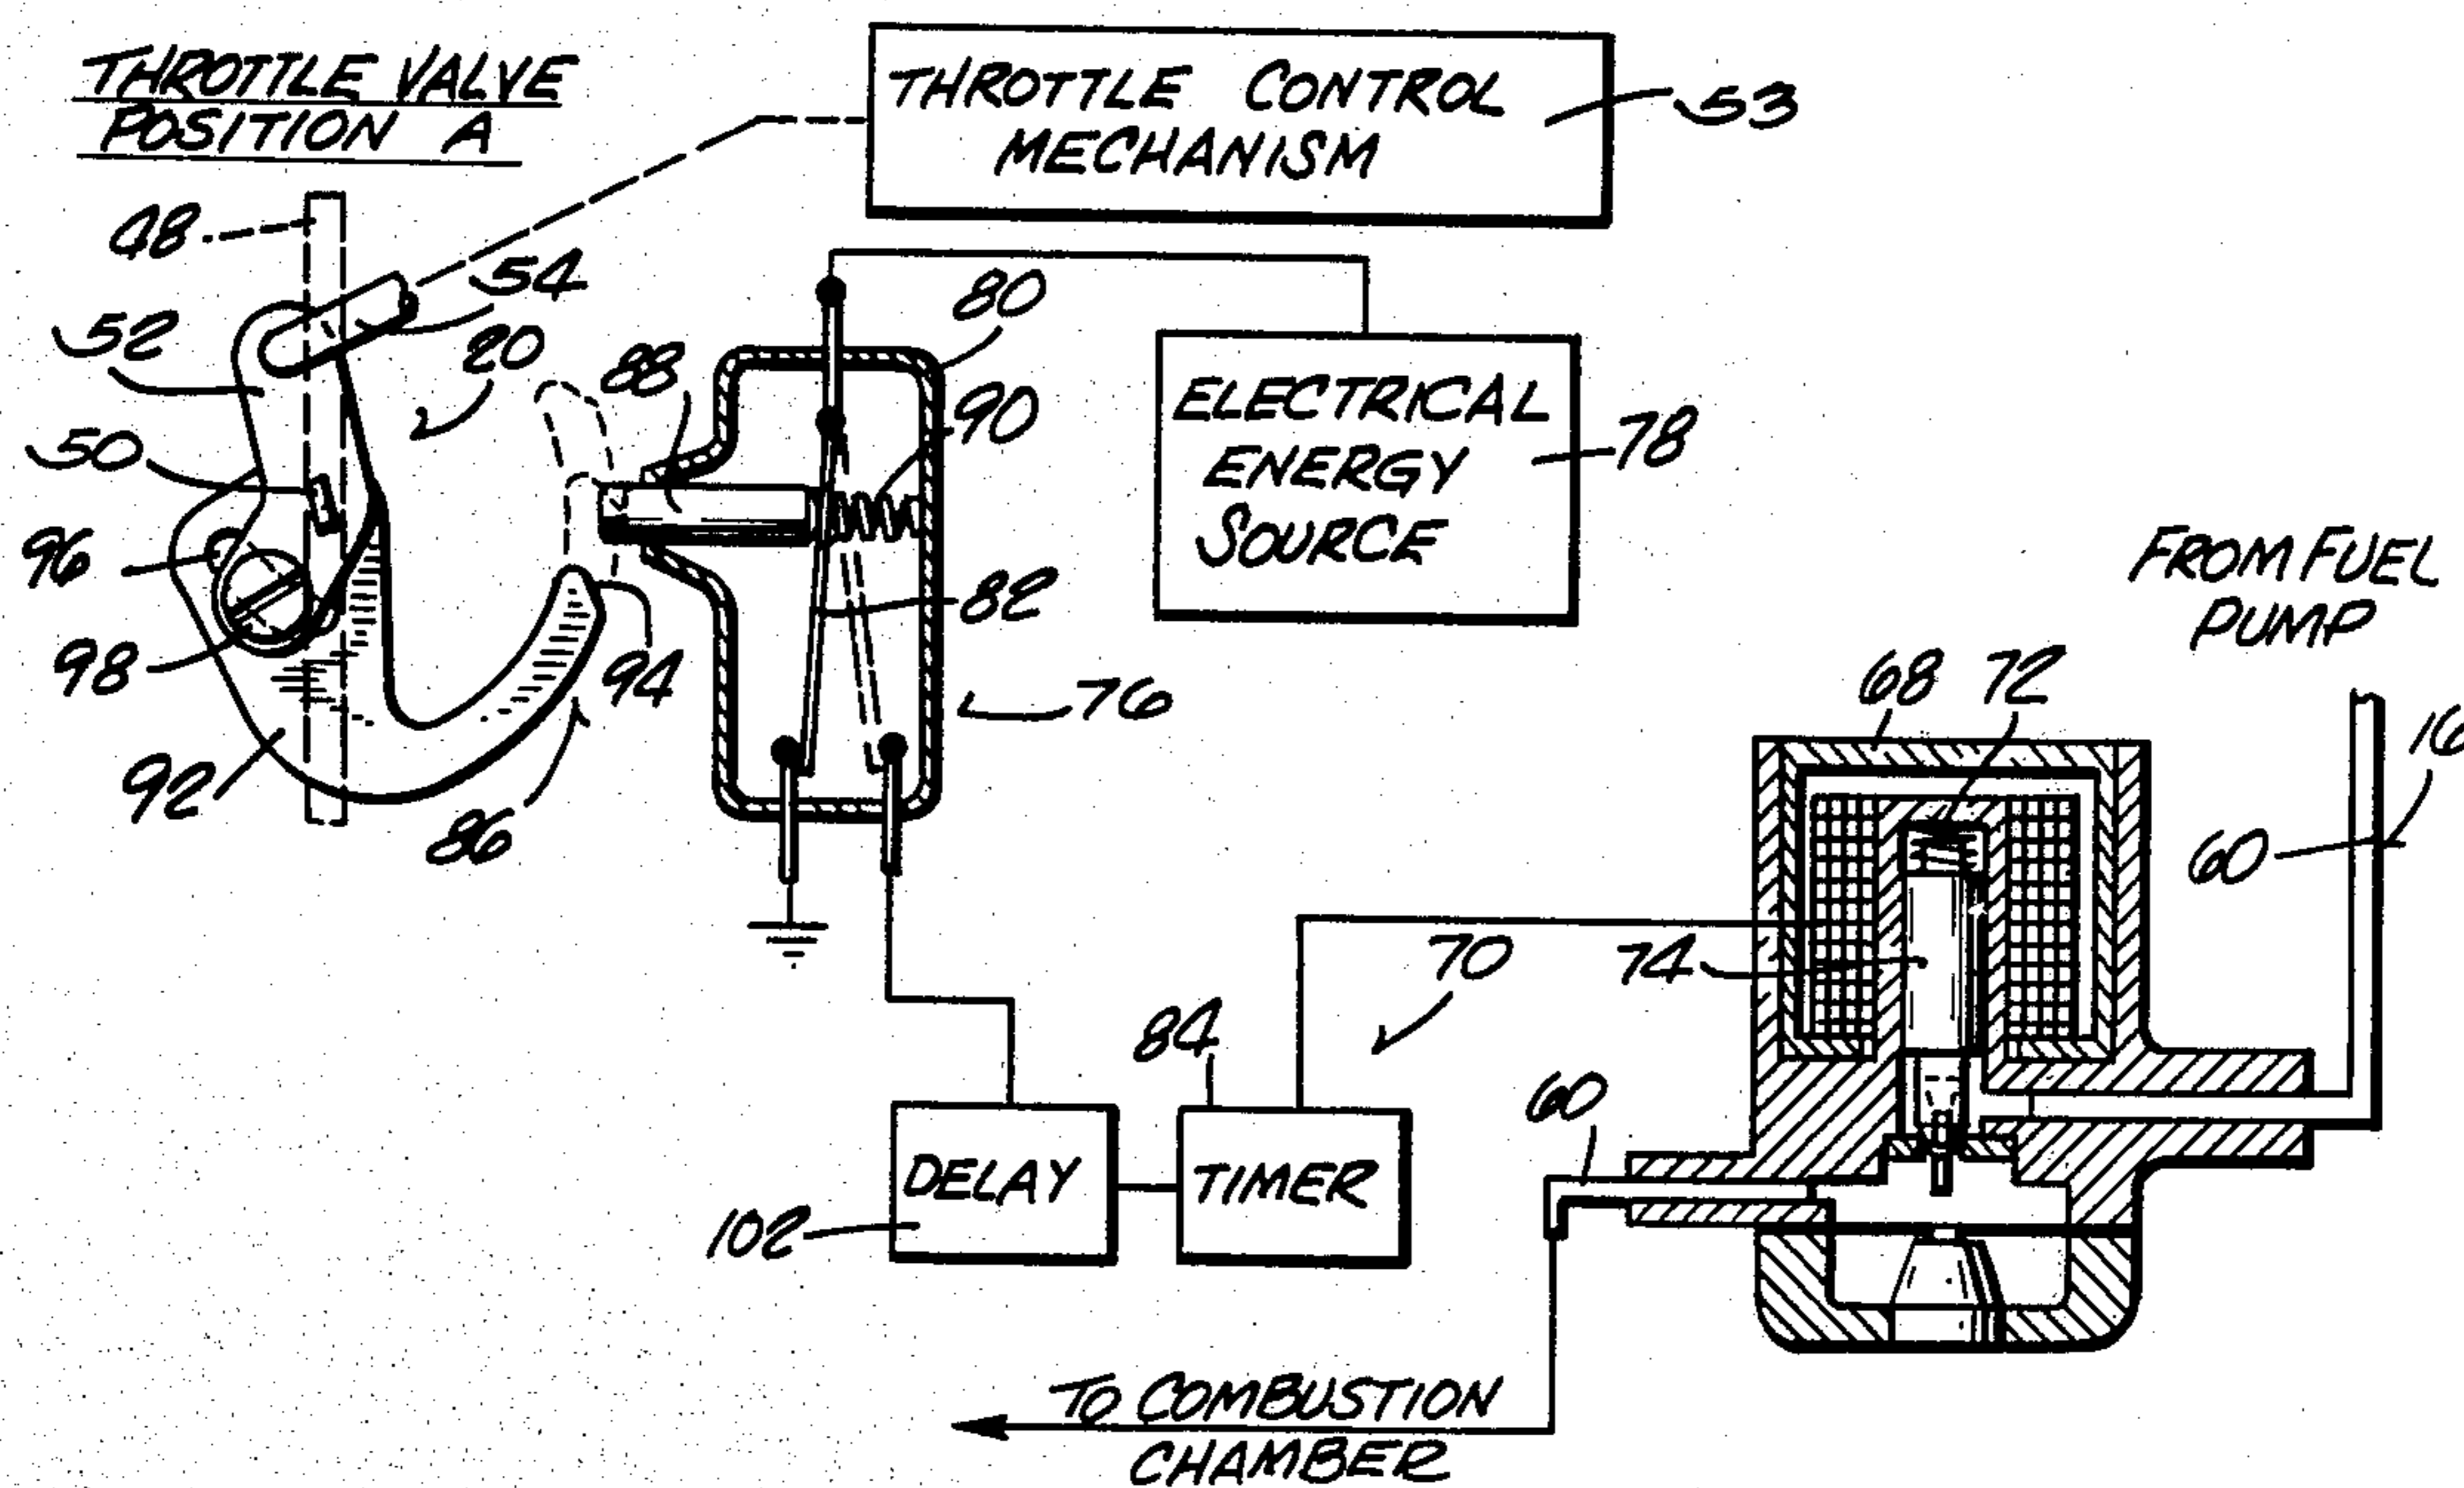 THROTTLE VALVE
POSITION A
THROTTLE CONTROL
MECHANISM
53
48
54
52
20
80
88
90
50
ELECTRICAL
ENERGY
SOURCE
78
96
82
FROM FUEL
PUMP
98
94
76
68
72
16
92
86
60
70
74
84
60
DELAY
TIMER
102
TO COMBUSTION
CHAMBER